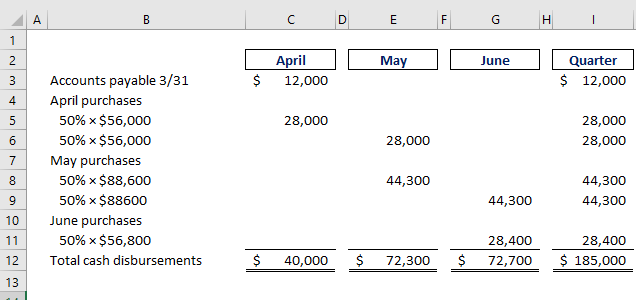 A B C D E F G H I
1
2 April May June Quarter
3 Accounts payable 3/31 $ 12,000 $ 12,000
4 April purchases
5 50% × $56,000 28,000 28,000
6 50% × $56,000 28,000 28,000
7 May purchases
8 50% × $88,600 44,300 44,300
9 50% × $88600 44,300 44,300
10 June purchases
11 50% × $56,800 28,400 28,400
12 Total cash disbursements $ 40,000 $ 72,300 $ 72,700 $ 185,000
13